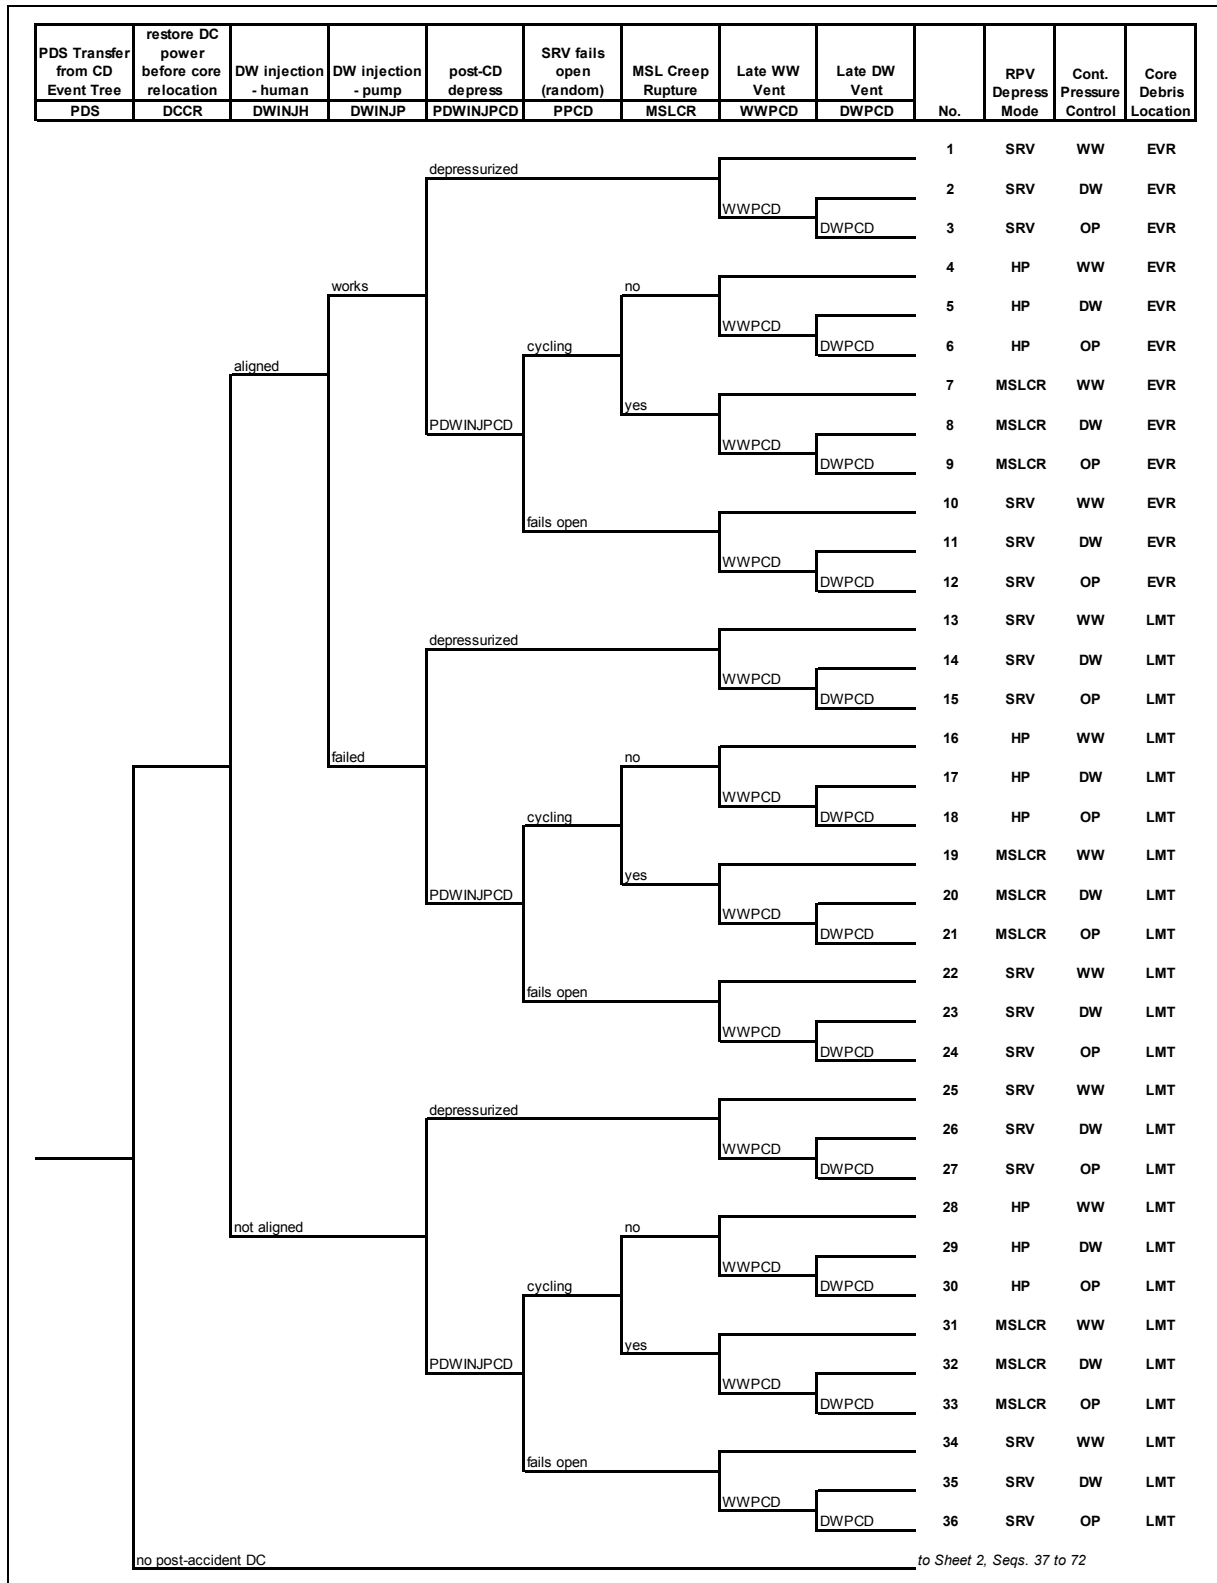 PDS Transfer from CD Event Tree
PDS
restore DC power before core relocation
DCCR
DW injection - human
DWINJH
DW injection - pump
DWINJP
post-CD depress
PDWINJPCD
SRV fails open (random)
PPCD
MSL Creep Rupture
MSLCR
Late WW Vent
WWPCD
Late DW Vent
DWPCD
No.
RPV Depress Mode
Cont. Pressure Control
Core Debris Location
1 SRV WW EVR
depressurized
2 SRV DW EVR
WWPCD
DWPCD 3 SRV OP EVR
4 HP WW EVR
works
no
5 HP DW EVR
WWPCD
cycling
DWPCD 6 HP OP EVR
aligned
7 MSLCR WW EVR
yes
PDWINJPCD
8 MSLCR DW EVR
WWPCD
DWPCD 9 MSLCR OP EVR
10 SRV WW EVR
fails open
11 SRV DW EVR
WWPCD
DWPCD 12 SRV OP EVR
13 SRV WW LMT
depressurized
14 SRV DW LMT
WWPCD
DWPCD 15 SRV OP LMT
16 HP WW LMT
failed
no
17 HP DW LMT
WWPCD
cycling
DWPCD 18 HP OP LMT
19 MSLCR WW LMT
yes
PDWINJPCD
20 MSLCR DW LMT
WWPCD
DWPCD 21 MSLCR OP LMT
22 SRV WW LMT
fails open
23 SRV DW LMT
WWPCD
DWPCD 24 SRV OP LMT
25 SRV WW LMT
depressurized
26 SRV DW LMT
WWPCD
DWPCD 27 SRV OP LMT
28 HP WW LMT
not aligned
no
29 HP DW LMT
WWPCD
cycling
DWPCD 30 HP OP LMT
31 MSLCR WW LMT
yes
PDWINJPCD
32 MSLCR DW LMT
WWPCD
DWPCD 33 MSLCR OP LMT
34 SRV WW LMT
fails open
35 SRV DW LMT
WWPCD
DWPCD 36 SRV OP LMT
no post-accident DC
to Sheet 2, Seqs. 37 to 72